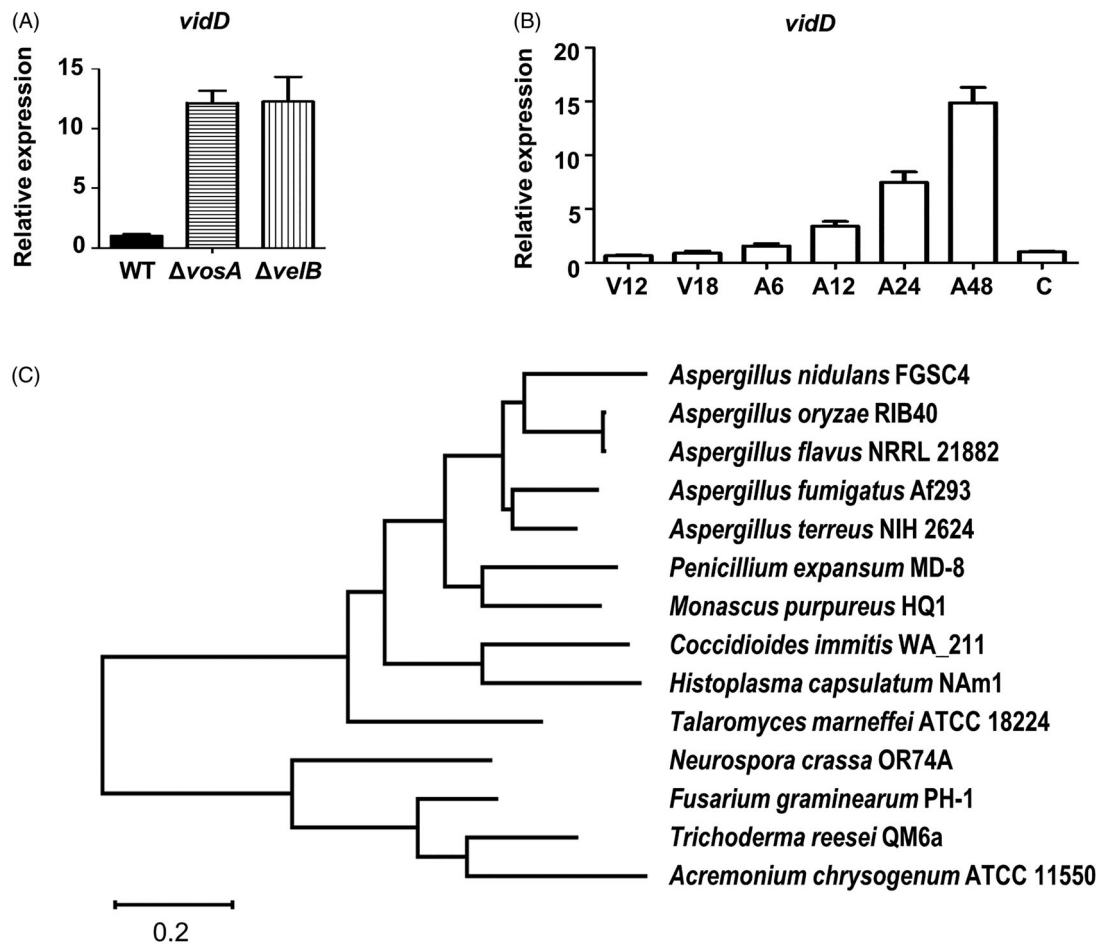 (A)
vidD
Relative expression
15
10
5
0
WT ΔvosA ΔvelB
(B)
vidD
Relative expression
20
15
10
5
0
V12 V18 A6 A12 A24 A48 C
(C)
Aspergillus nidulans FGSC4
Aspergillus oryzae RIB40
Aspergillus flavus NRRL 21882
Aspergillus fumigatus Af293
Aspergillus terreus NIH 2624
Penicillium expansum MD-8
Monascus purpureus HQ1
Coccidioides immitis WA_211
Histoplasma capsulatum NAm1
Talaromyces marneffei ATCC 18224
Neurospora crassa OR74A
Fusarium graminearum PH-1
Trichoderma reesei QM6a
Acremonium chrysogenum ATCC 11550
0.2